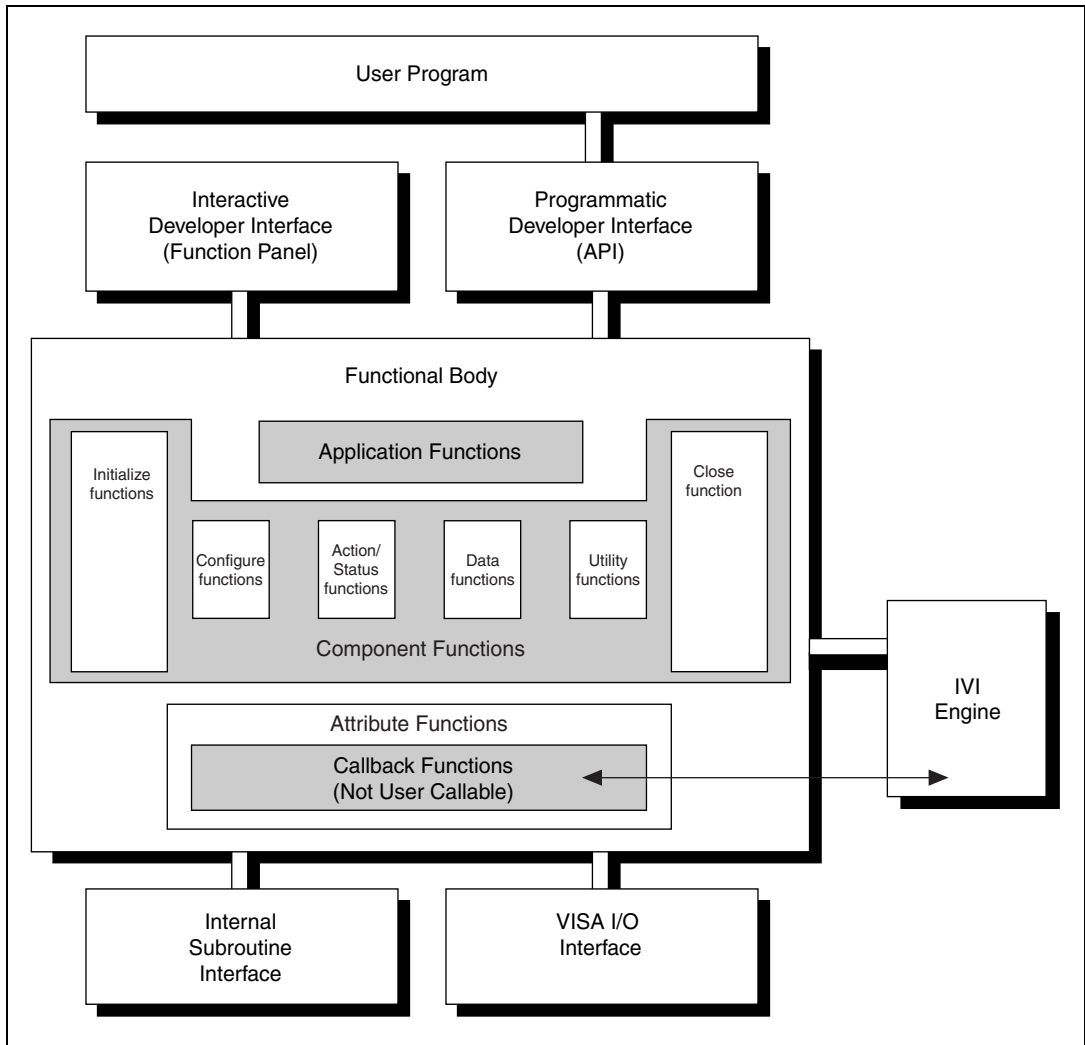 User Program
Interactive
Developer Interface
(Function Panel)
Programmatic
Developer Interface
(API)
Functional Body
Application Functions
Initialize
functions
Close
function
Configure
functions
Action/
Status
functions
Data
functions
Utility
functions
Component Functions
IVI
Engine
Attribute Functions
Callback Functions
(Not User Callable)
Internal
Subroutine
Interface
VISA I/O
Interface